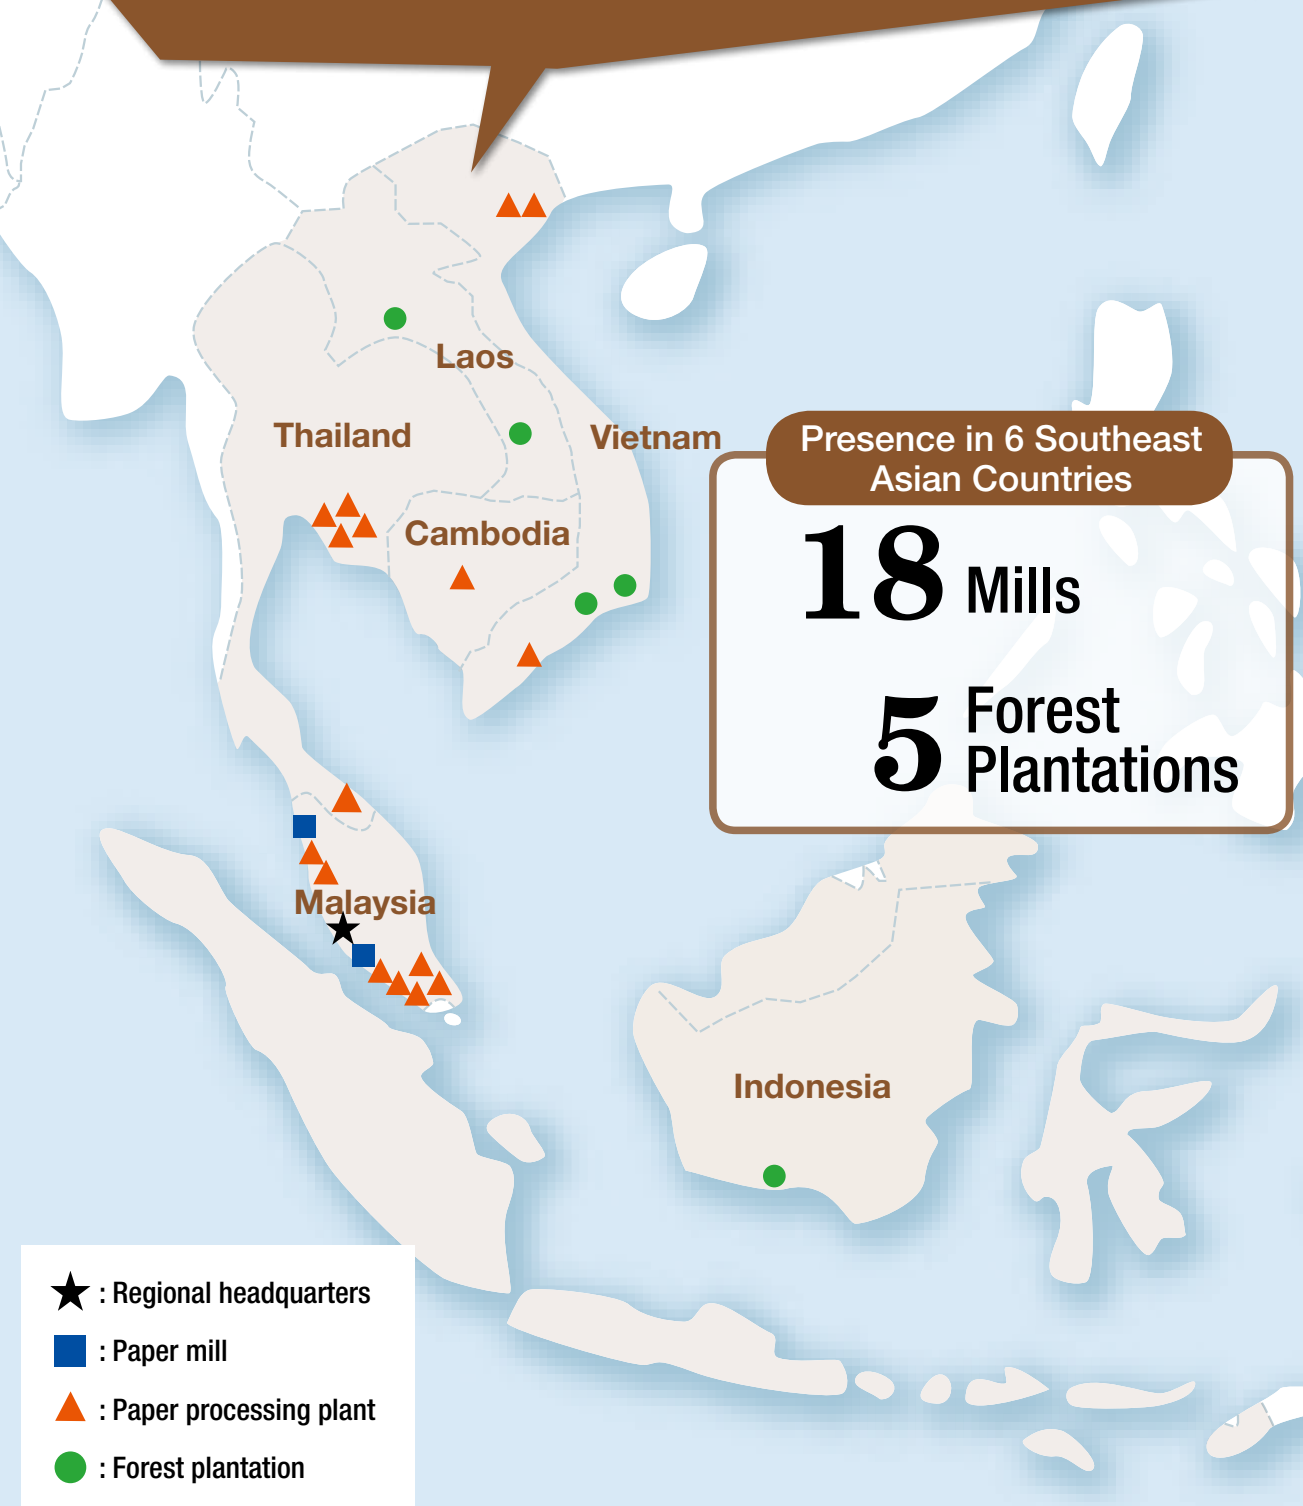 Laos
Thailand
Vietnam
Cambodia
Presence in 6 Southeast
Asian Countries
18 Mills
5 Forest
Plantations
Malaysia
Indonesia
: Regional headquarters
: Paper mill
: Paper processing plant
: Forest plantation